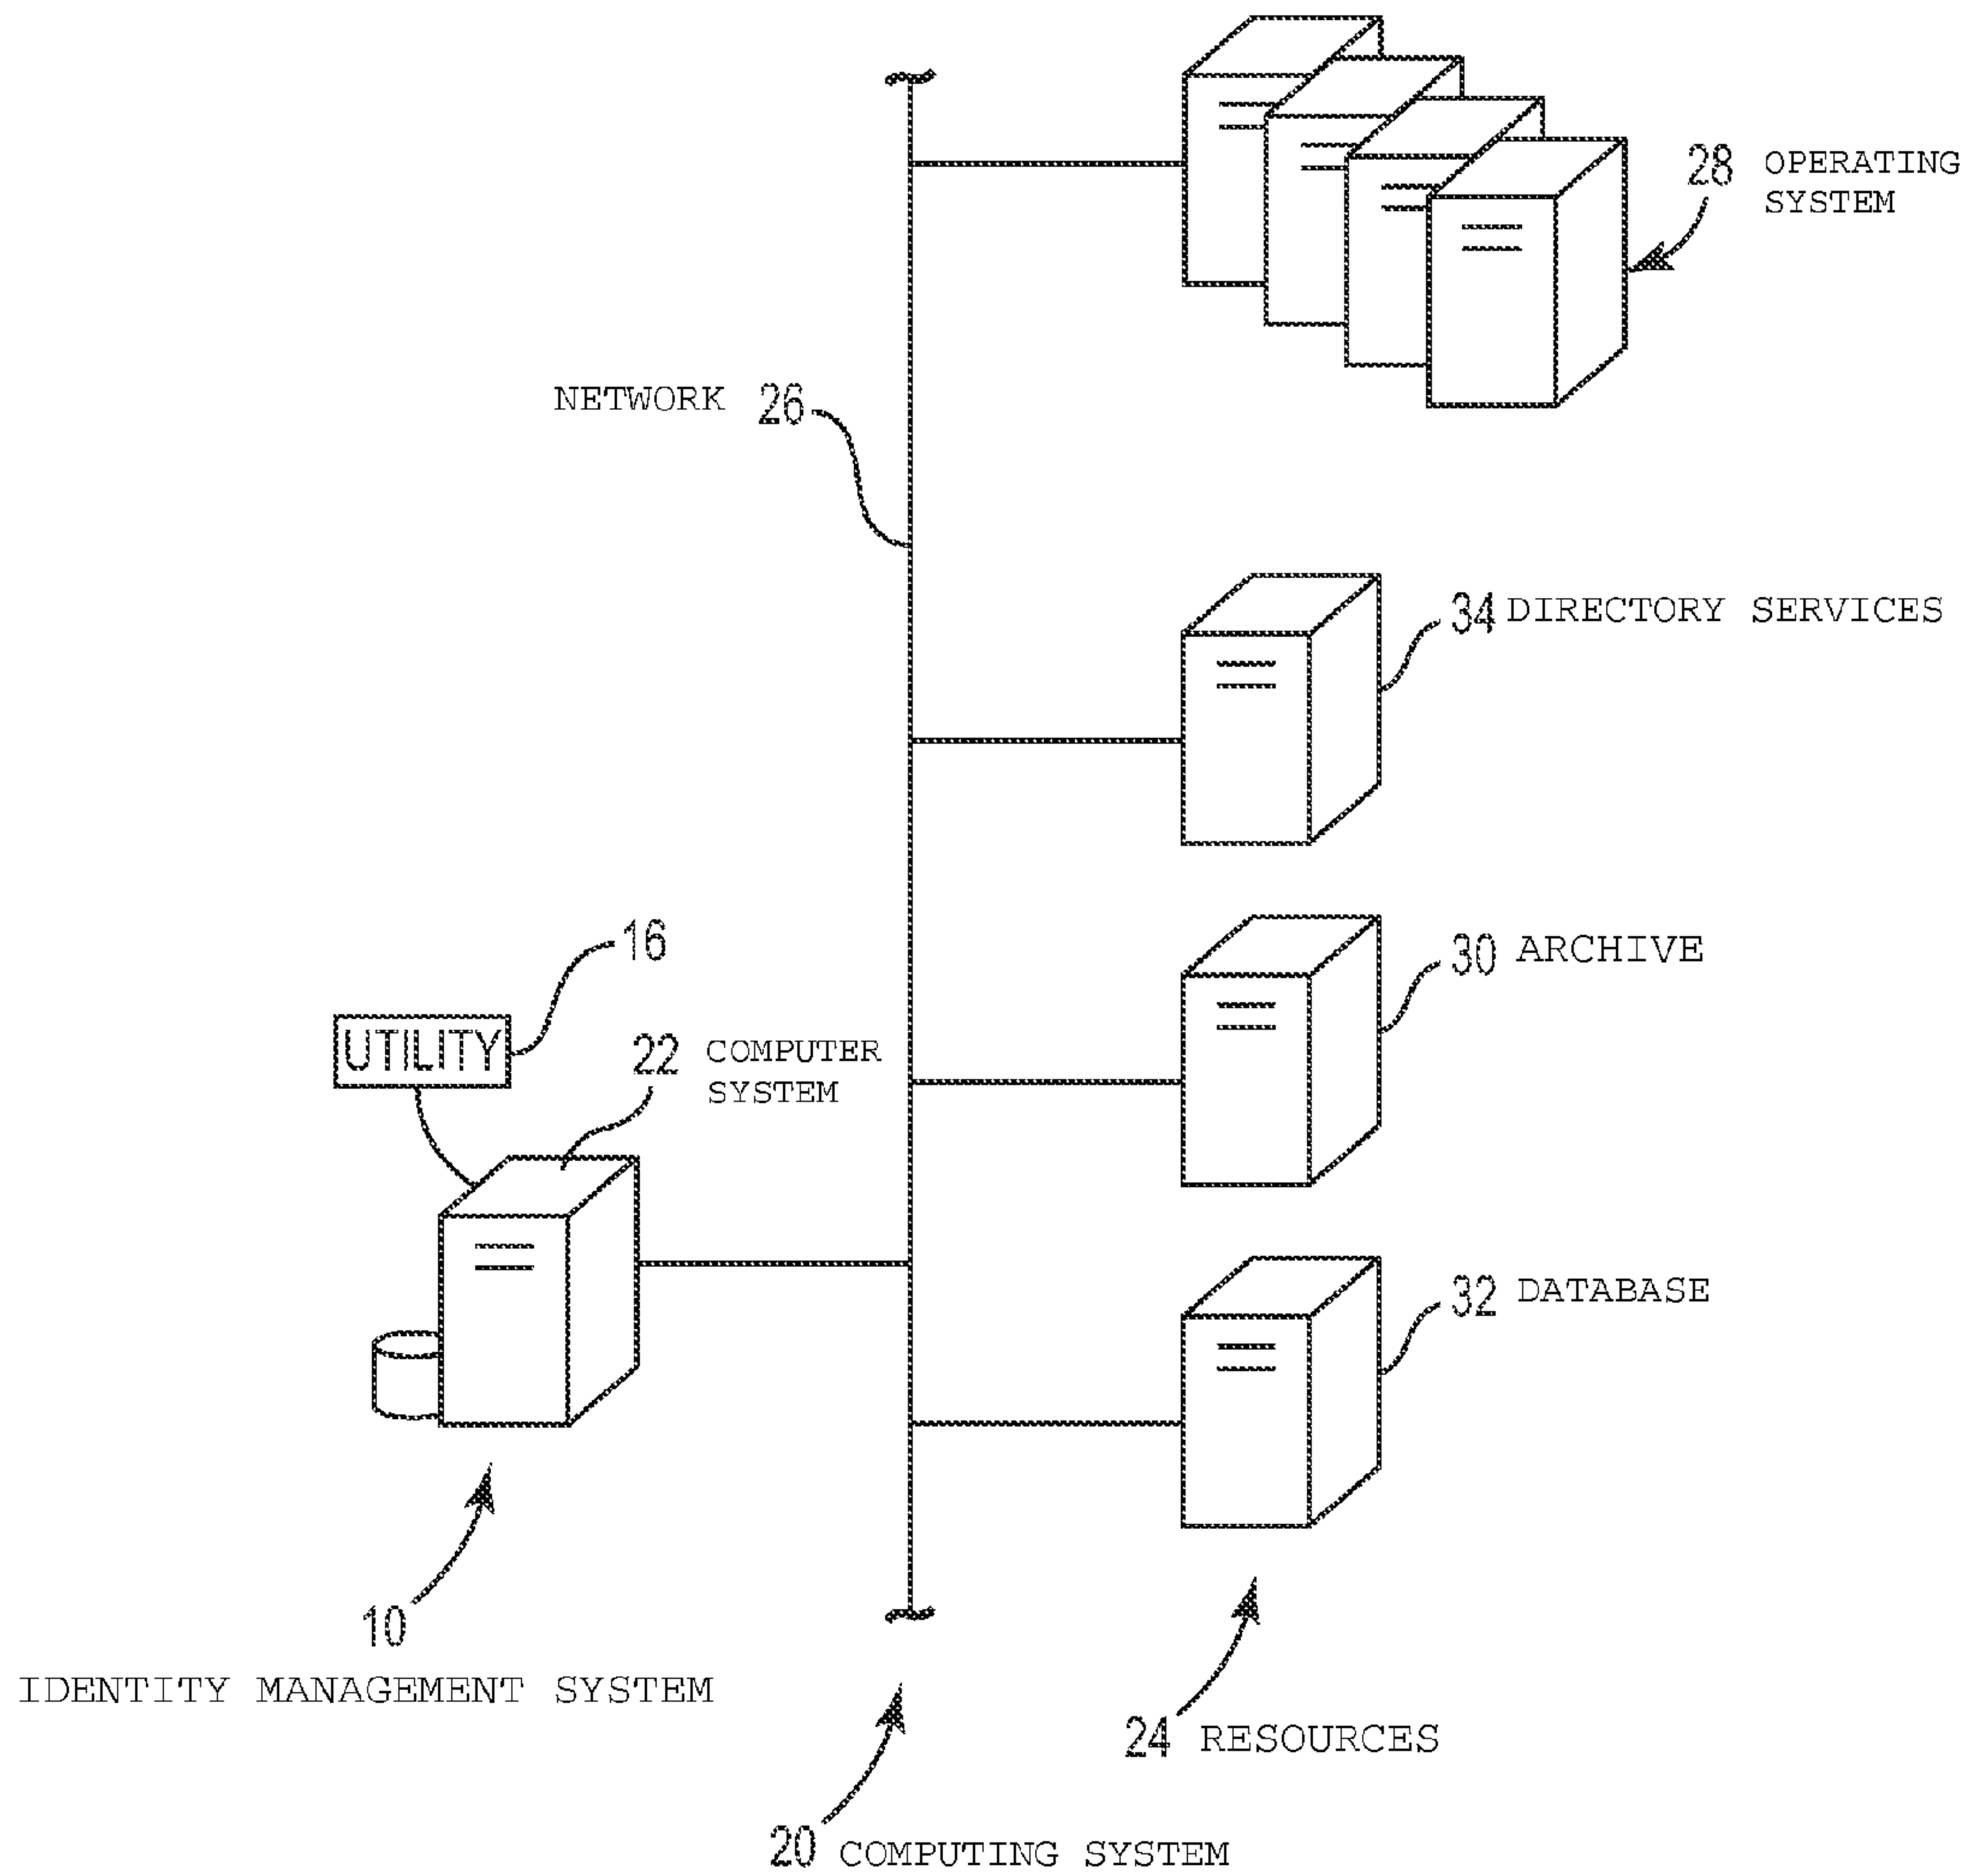 28 OPERATING
SYSTEM
NETWORK 26
34 DIRECTORY SERVICES
16
30 ARCHIVE
UTILITY
22 COMPUTER
SYSTEM
32 DATABASE
10
IDENTITY MANAGEMENT SYSTEM
24 RESOURCES
20 COMPUTING SYSTEM